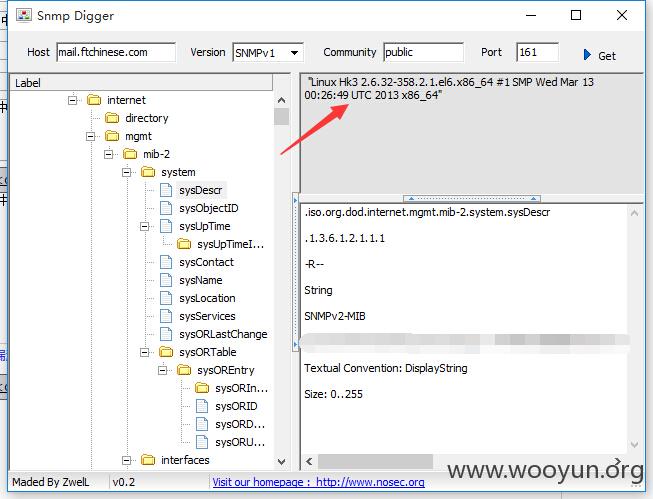 Snmp Digger
Host mail.ftchinese.com Version SNMPv1 Community public Port 161 Get
Label
internet
directory
mgmt
mib-2
system
sysDescr
sysObjectID
sysUpTime
sysUpTimeI...
sysContact
sysName
sysLocation
sysServices
sysORLastChange
sysORTable
sysOREntry
sysORIn...
sysORID
sysORD...
sysORU...
interfaces
"Linux Hk3 2.6.32-358.2.1.el6.x86_64 #1 SMP Wed Mar 13
00:26:49 UTC 2013 x86_64"
.iso.org.dod.internet.mgmt.mib-2.system.sysDescr
.1.3.6.1.2.1.1.1
-R--
String
SNMPv2-MIB
Textual Convention: DisplayString
Size: 0..255
Maded By ZwelL v0.2 Visit our homepage : http://www.nosec.org
www.wooyun.org